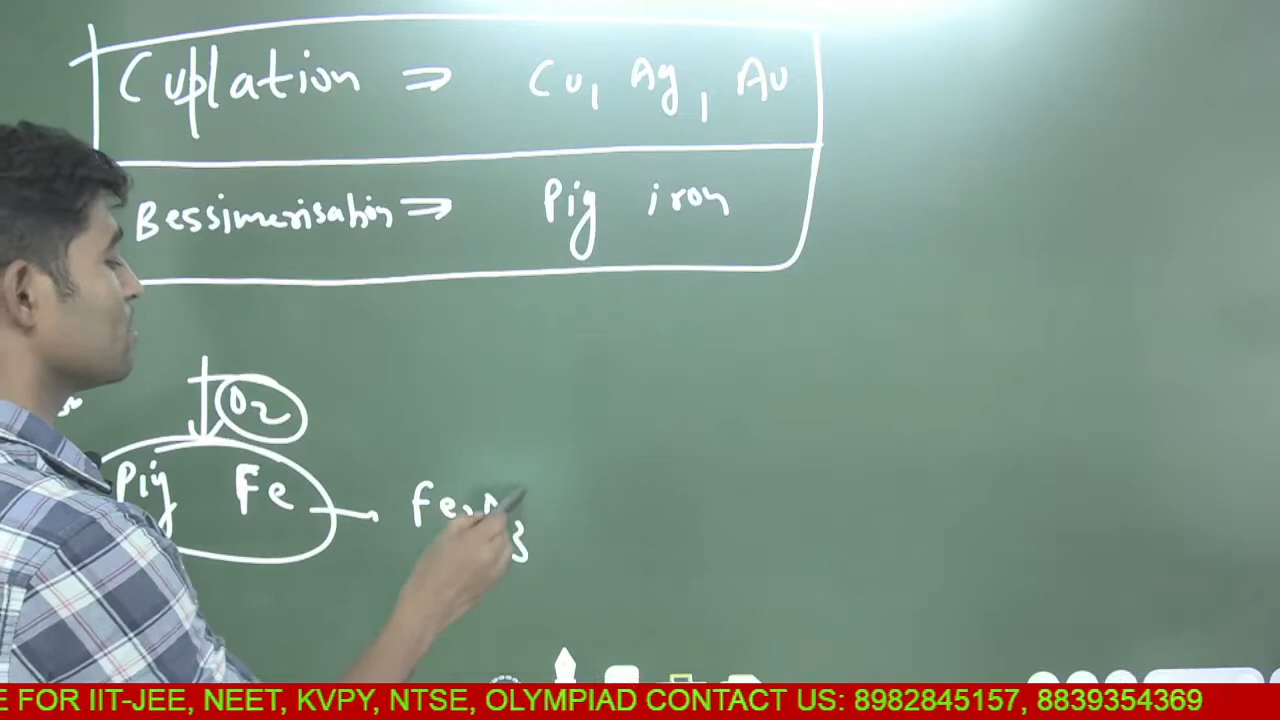 Cuplation ⇒ Cu, Ag, Au
Bessimerisation ⇒ Pig iron
O2
Pig Fe → Fe2O3
E FOR IIT-JEE, NEET, KVPY, NTSE, OLYMPIAD CONTACT US: 8982845157, 8839354369